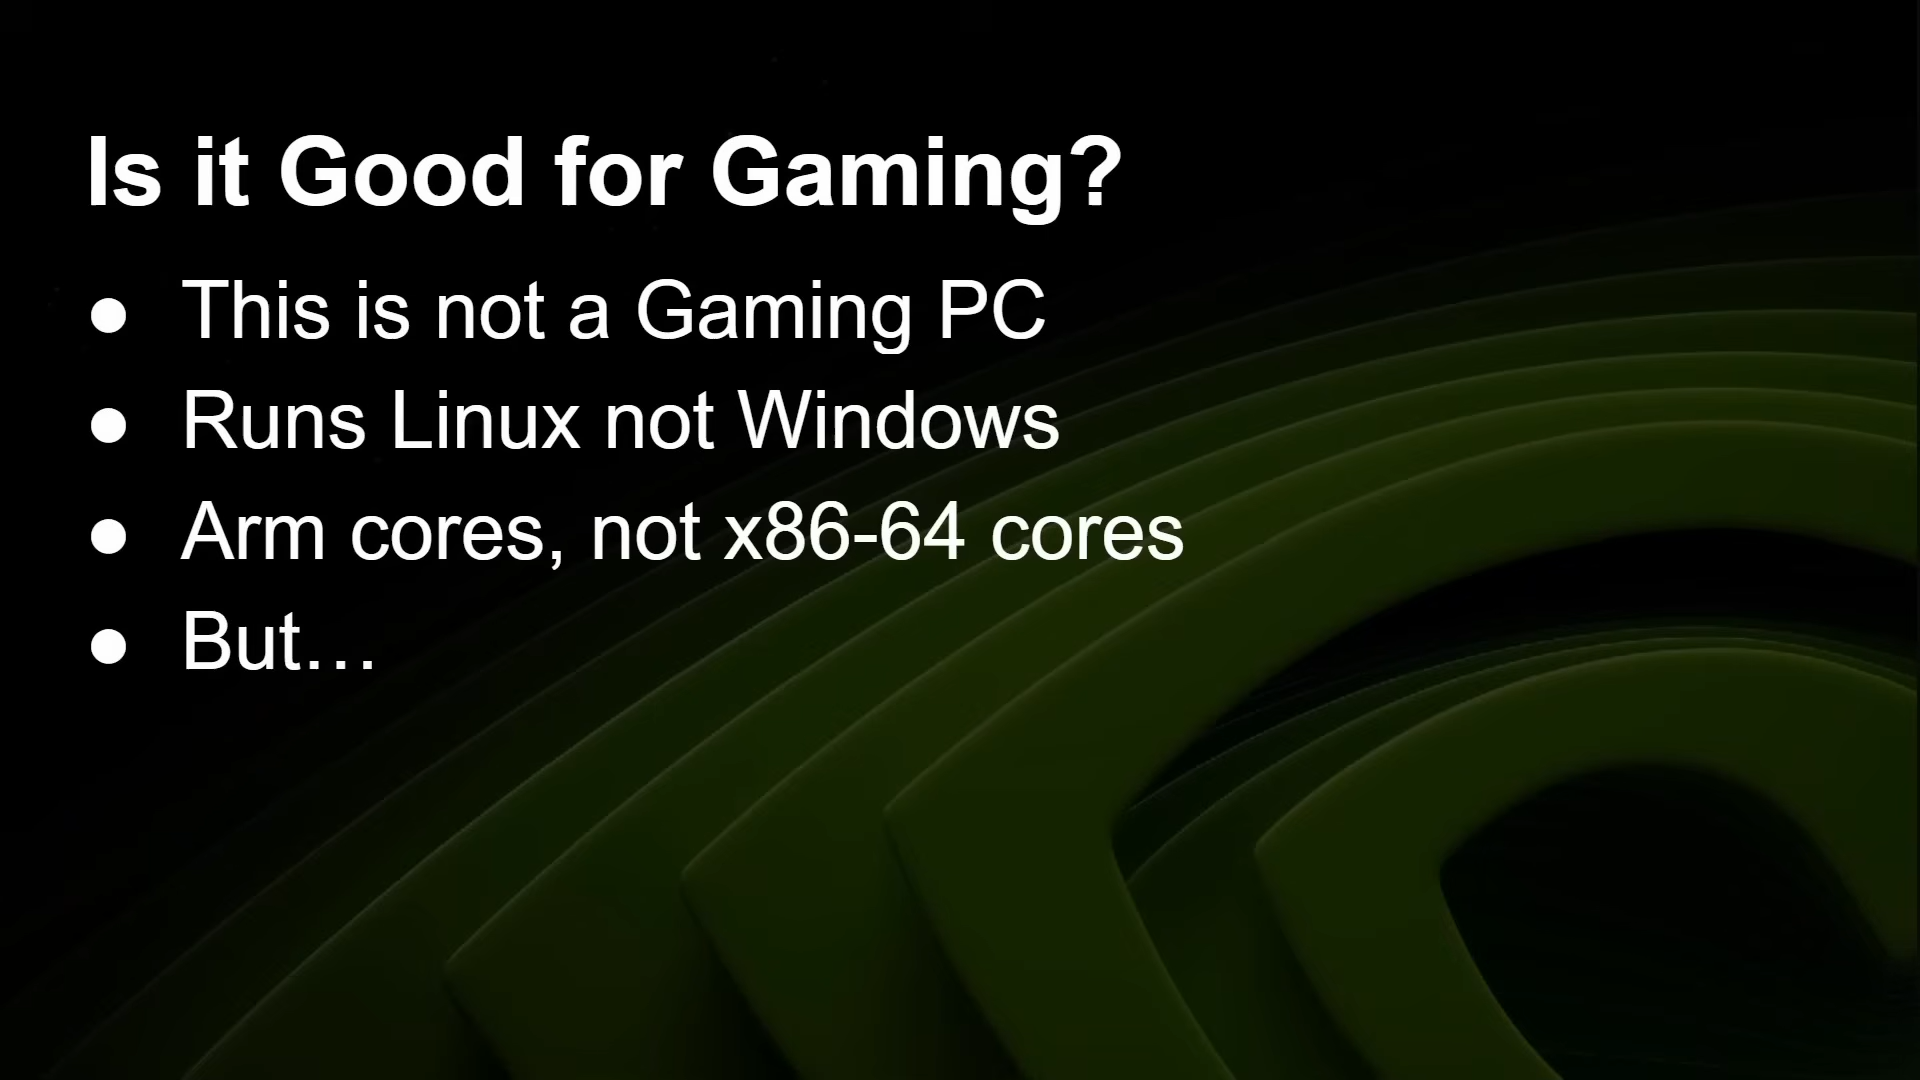 Is it Good for Gaming?
● This is not a Gaming PC
● Runs Linux not Windows
● Arm cores, not x86-64 cores
● But…